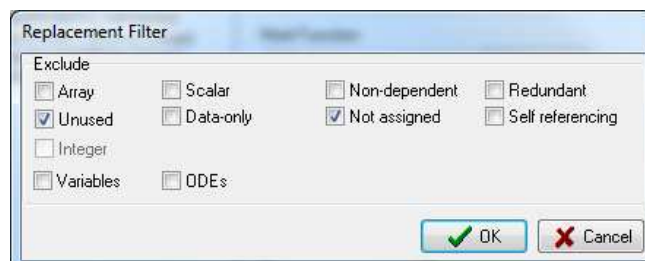 Replacement Filter
Exclude
Array Scalar Non-dependent Redundant
Unused Data-only Not assigned Self referencing
Integer
Variables ODEs
OK Cancel